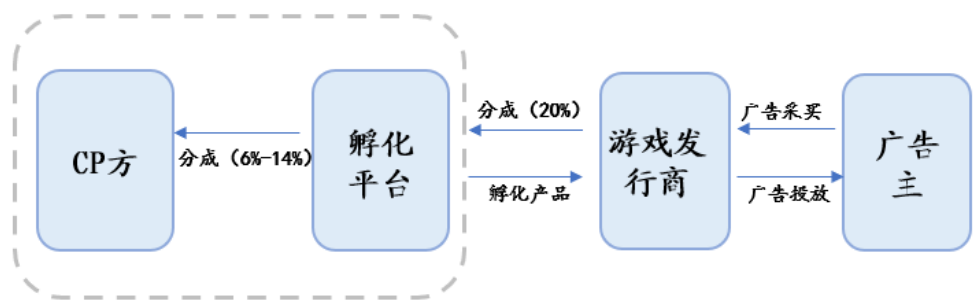 CP方
分成（6%-14%）
孵化
平台
分成（20%）
孵化产品
游戏发
行商
广告采买
广告投放
广告
主